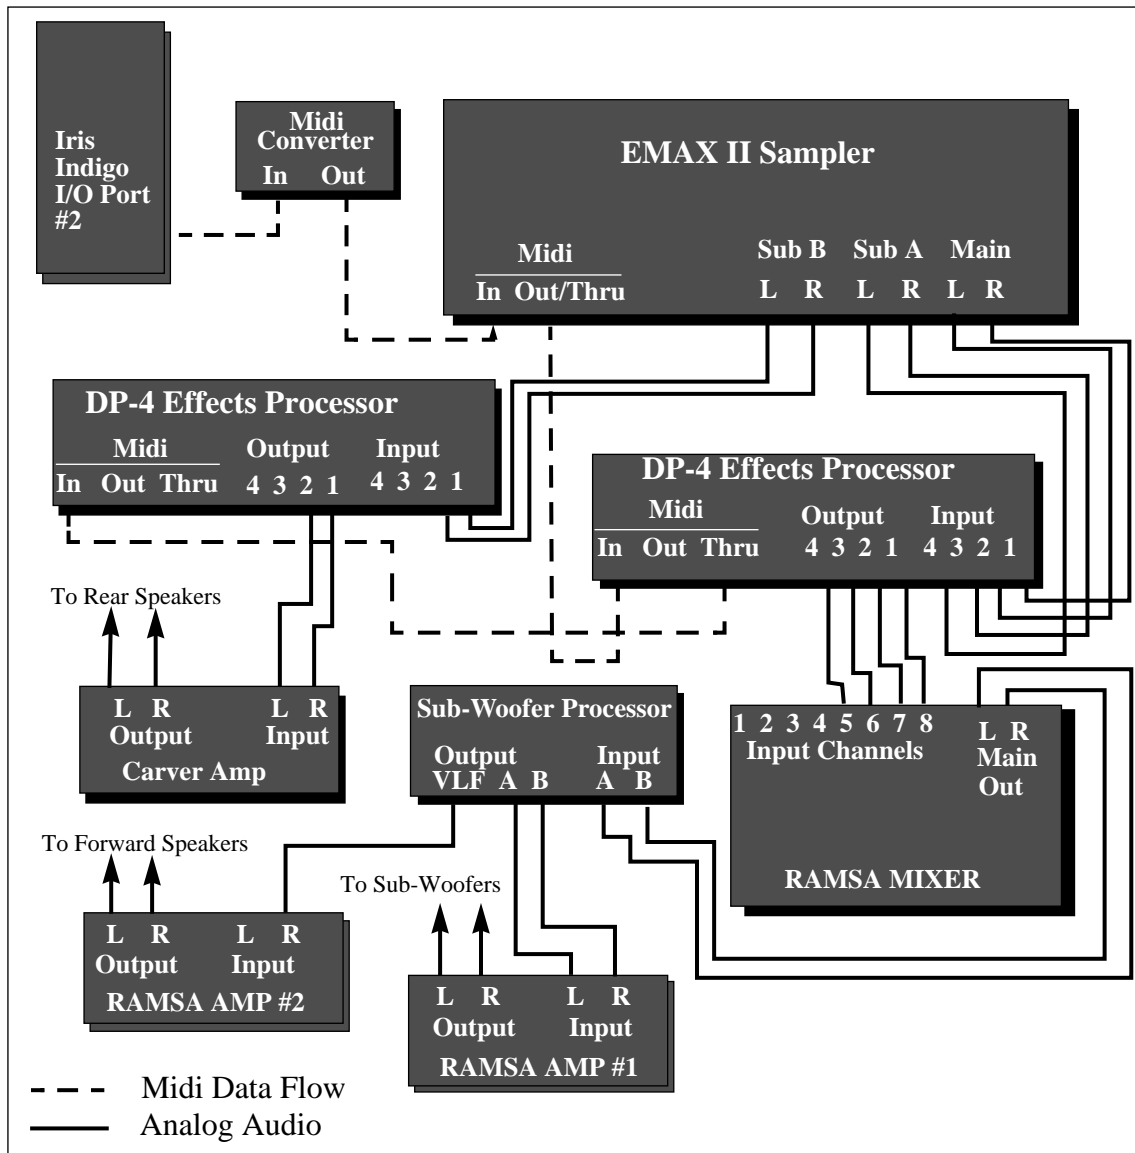 Iris
Indigo
I/O Port
#2
Midi
Converter
In Out
EMAX II Sampler
Midi
In Out/Thru
Sub B Sub A Main
L R L R L R
DP-4 Effects Processor
Midi Output Input
In Out Thru 4 3 2 1 4 3 2 1
DP-4 Effects Processor
Midi Output Input
In Out Thru 4 3 2 1 4 3 2 1
To Rear Speakers
L R L R
Output Input
Carver Amp
Sub-Woofer Processor
Output Input
VLF A B A B
1 2 3 4 5 6 7 8
Input Channels
L R
Main
Out
RAMSA MIXER
To Forward Speakers
L R L R
Output Input
RAMSA AMP #2
To Sub-Woofers
L R L R
Output Input
RAMSA AMP #1
Midi Data Flow
Analog Audio